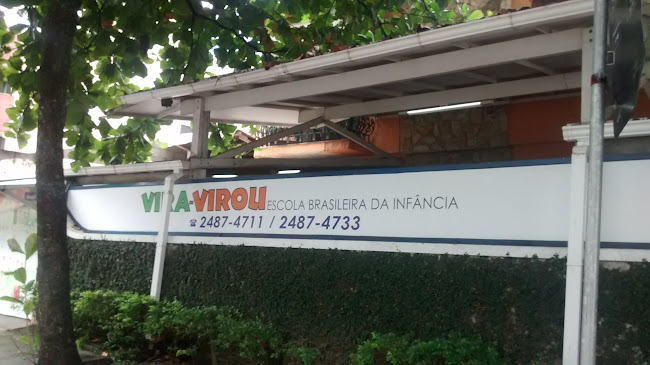 VIRA-VIROU ESCOLA BRASILEIRA DA INFÂNCIA
☎ 2487-4711 / 2487-4733